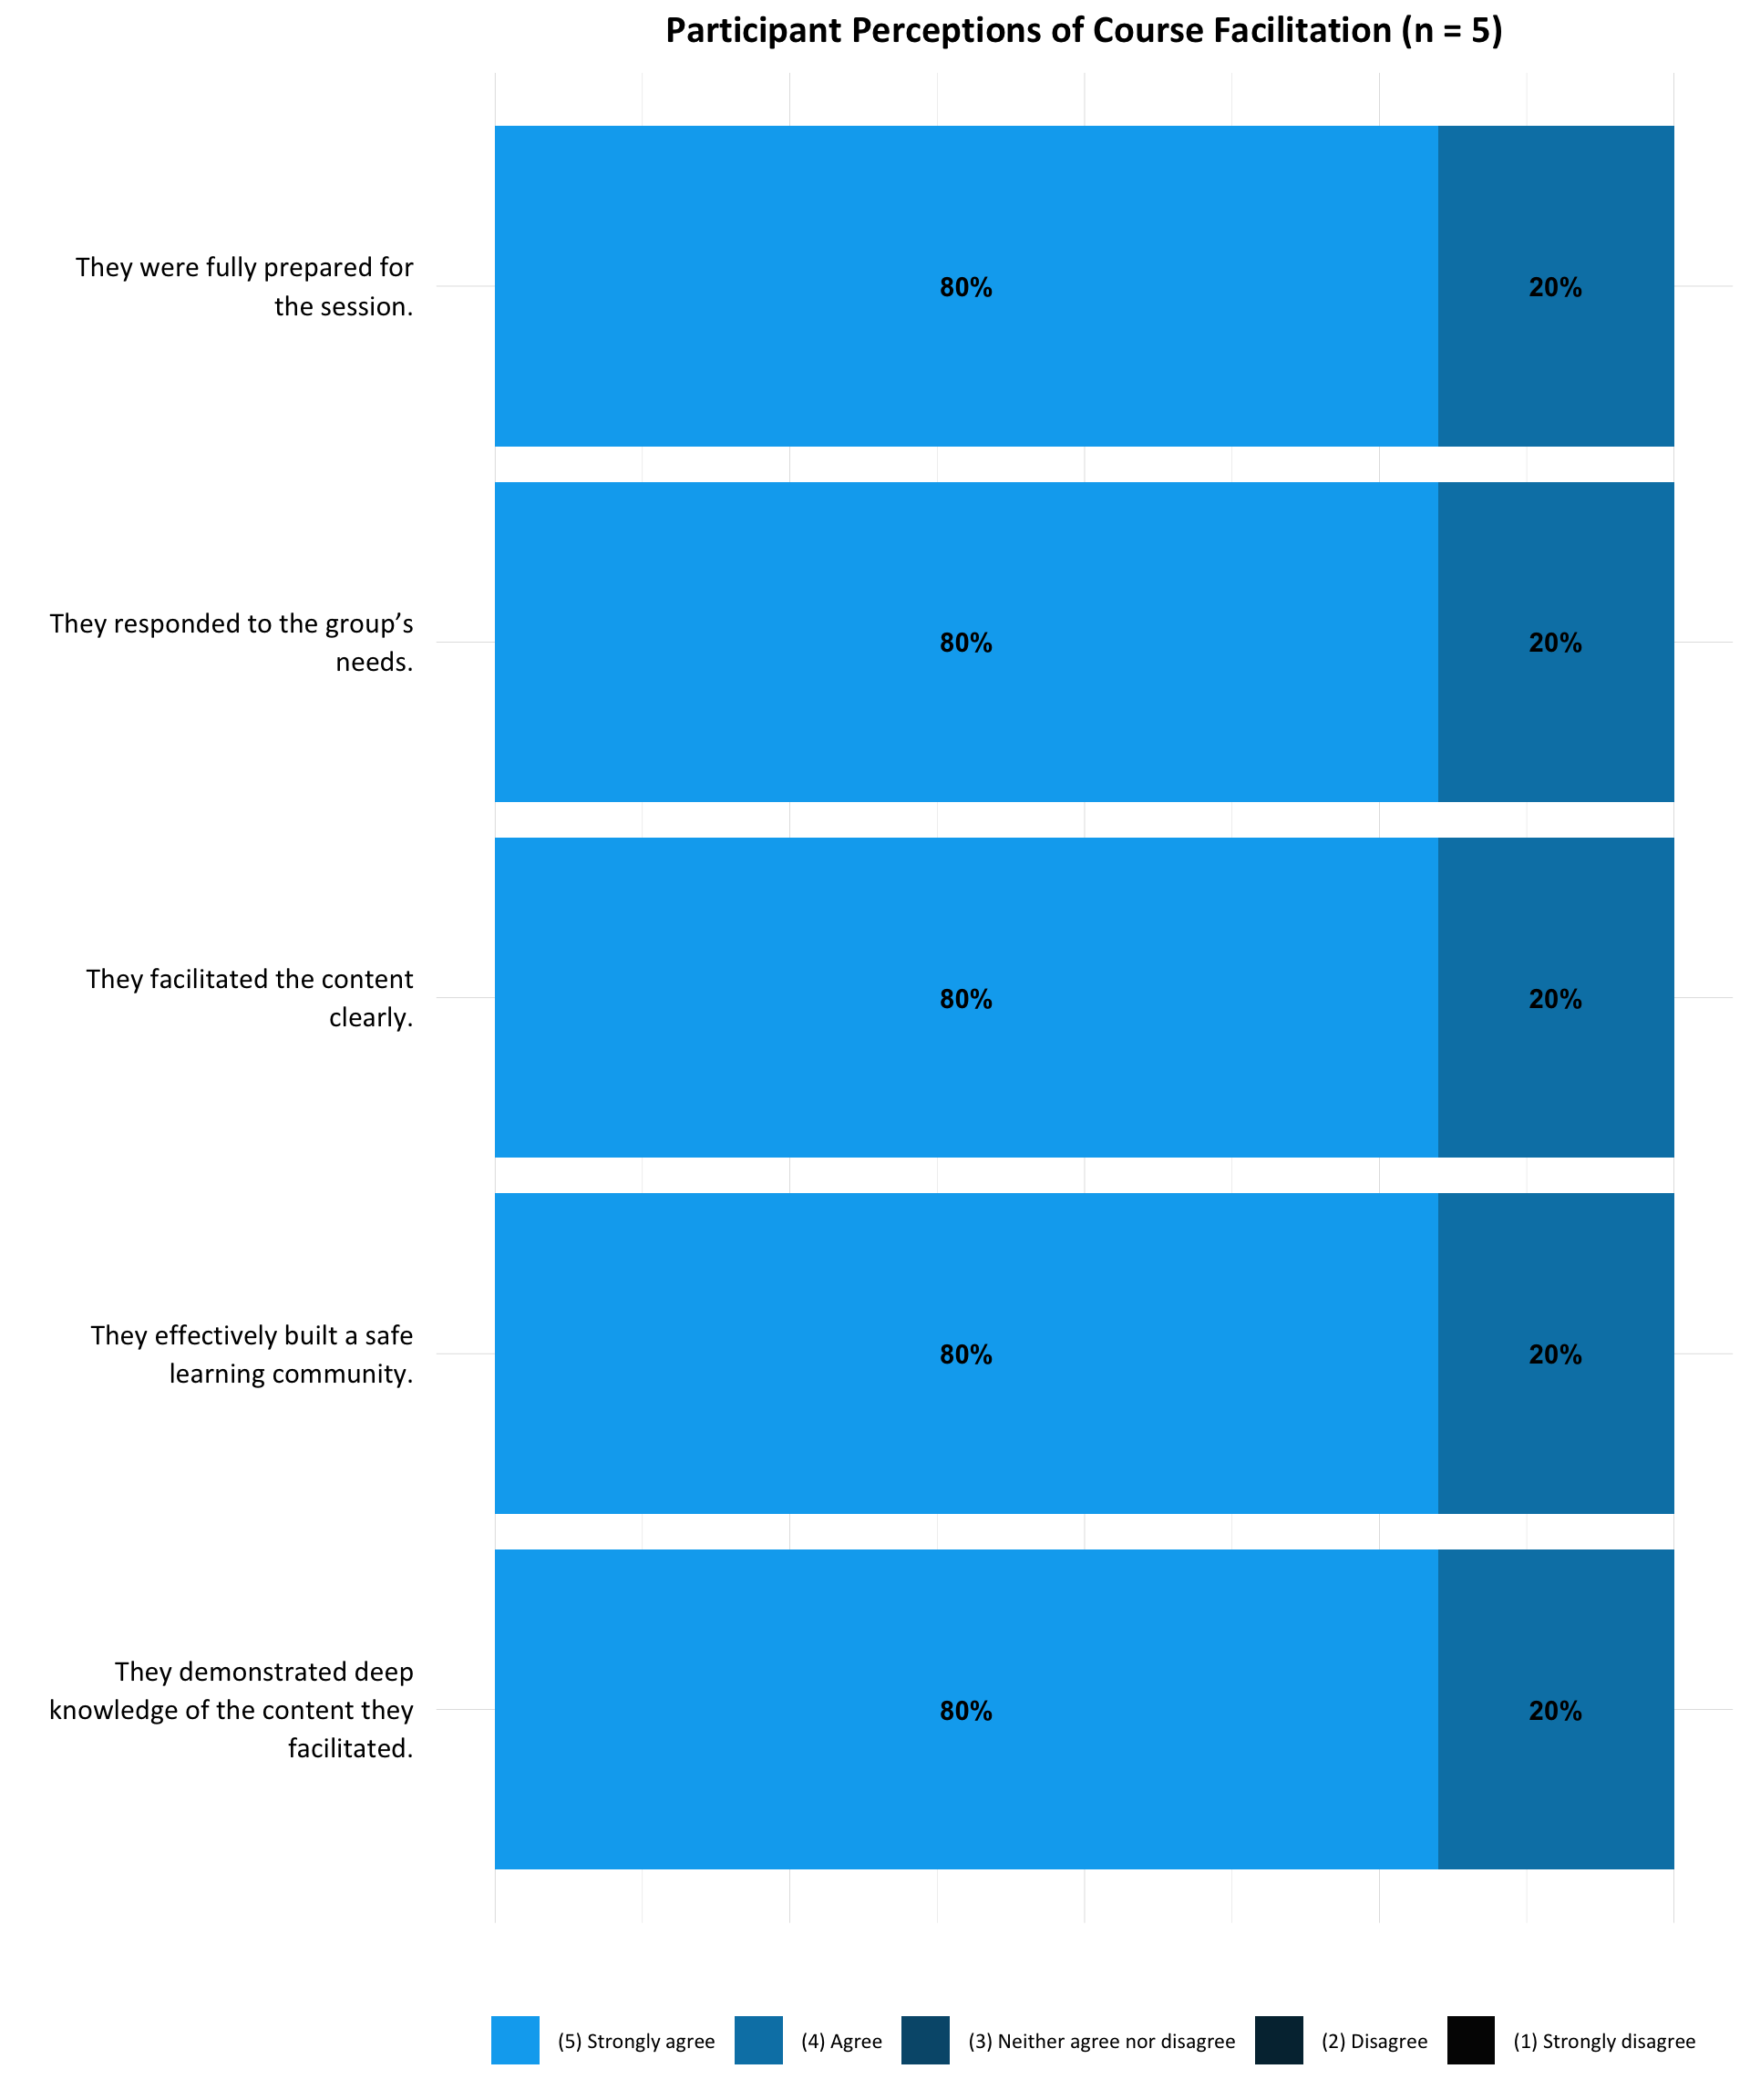 Participant Perceptions of Course Facilitation (n = 5)
They were fully prepared for
the session.
80%
20%
They responded to the group’s
needs.
80%
20%
They facilitated the content
clearly.
80%
20%
They effectively built a safe
learning community.
80%
20%
They demonstrated deep
knowledge of the content they
facilitated.
80%
20%
(5) Strongly agree
(4) Agree
(3) Neither agree nor disagree
(2) Disagree
(1) Strongly disagree